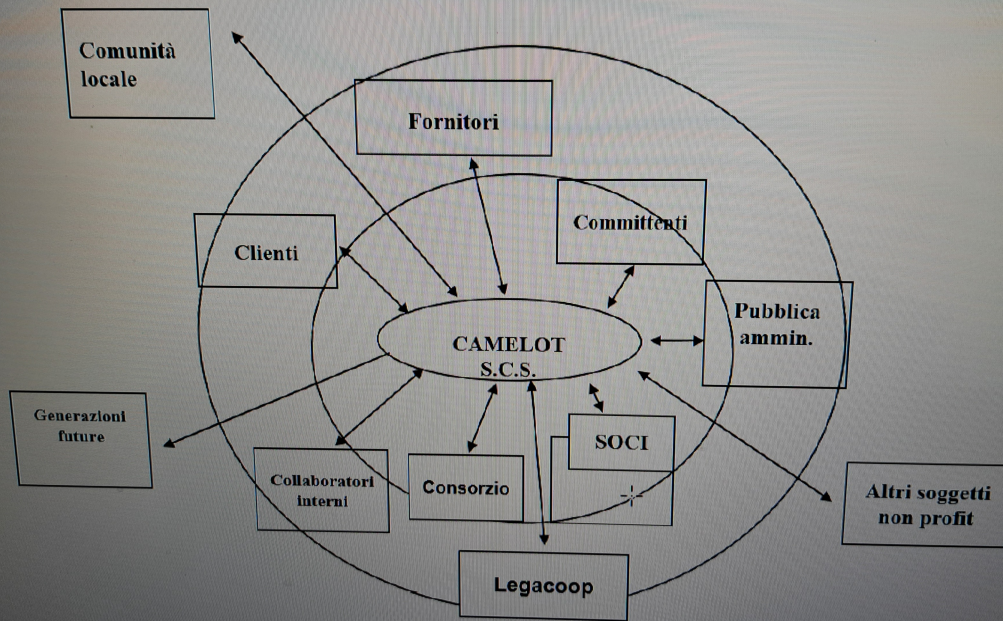 Comunità
locale
Fornitori
Committenti
Clienti
Pubblica
ammin.
CAMELOT
S.C.S.
Generazioni
future
SOCI
Collaboratori
interni
Consorzio
Altri soggetti
non profit
Legacoop